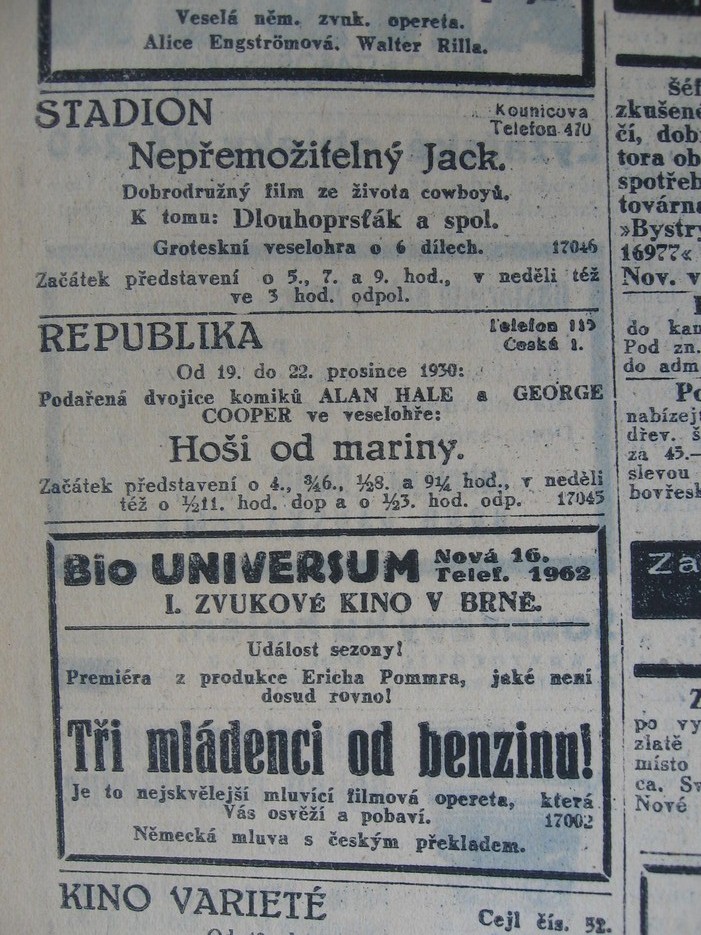 Veselá něm. zvuk. opereta.
Alice Engströmová. Walter Rilla.
STADION
Kounicova
Telefon 470
Nepřemožitelný Jack.
Dobrodružný film ze života cowboyů.
K tomu: Dlouhoprsťák a spol.
Groteskní veselohra o 6 dílech. 17046
Začátek představení o 5., 7. a 9. hod., v neděli též
ve 3 hod. odpol.
REPUBLIKA
Telefon 115
Česká 1.
Od 19. do 22. prosince 1930:
Podařená dvojice komiků ALAN HALE a GEORGE
COOPER ve veselohře:
Hoši od mariny.
Začátek představení o 4., ¾6., ½8. a 9¼ hod., v neděli
též o ½11. hod. dop a o ½3. hod. odp. 17045
Bio UNIVERSUM
Nová 16.
Telef. 1962
I. ZVUKOVÉ KINO V BRNĚ.
Událost sezony!
Premiéra z produkce Ericha Pommra, jaké není
dosud rovno!
Tři mládenci od benzinu!
Je to nejskvělejší mluvící filmová opereta, která
Vás osvěží a pobaví. 17002
Německá mluva s českým překladem.
KINO VARIETÉ
Cejl čís. 52.
šéf
zkušené
čí, dob
tora ob
spotřeb
továrna
»Bystry
16977«
Nov. v
do kan
Pod zn.
do adm
Po
nabízej
dřev. š
za 45.—
slevou
bovřesk
Za
Z
po vy
zlatě
místo
ca. Sv
Nové